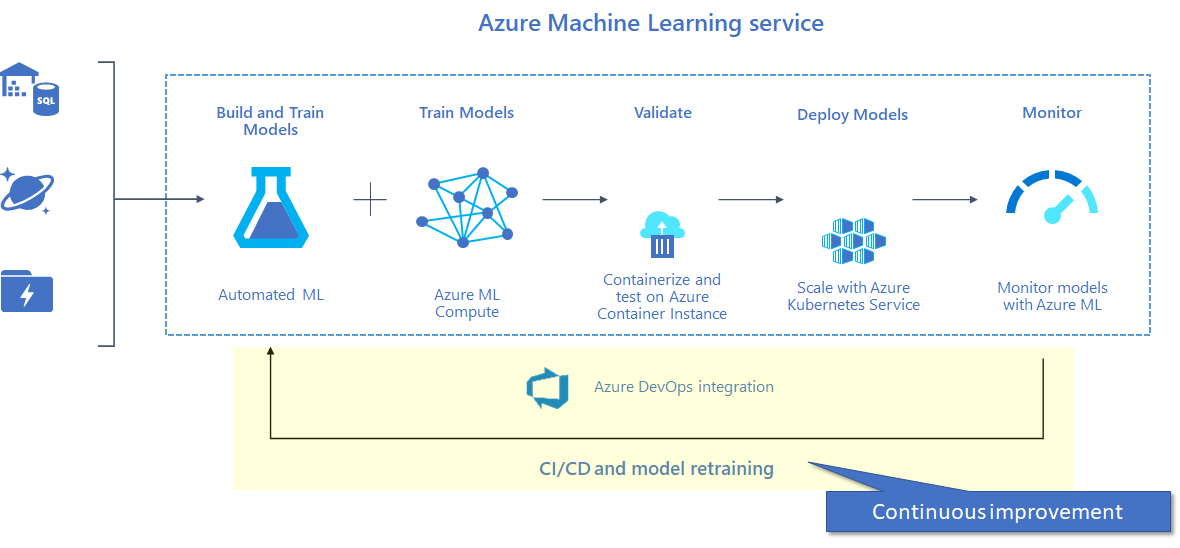 Azure Machine Learning service
SQL
Build and Train
Models
Train Models
Validate
Deploy Models
Monitor
Automated ML
Azure ML
Compute
Containerize and
test on Azure
Container Instance
Scale with Azure
Kubernetes Service
Monitor models
with Azure ML
Azure DevOps integration
CI/CD and model retraining
Continuous improvement